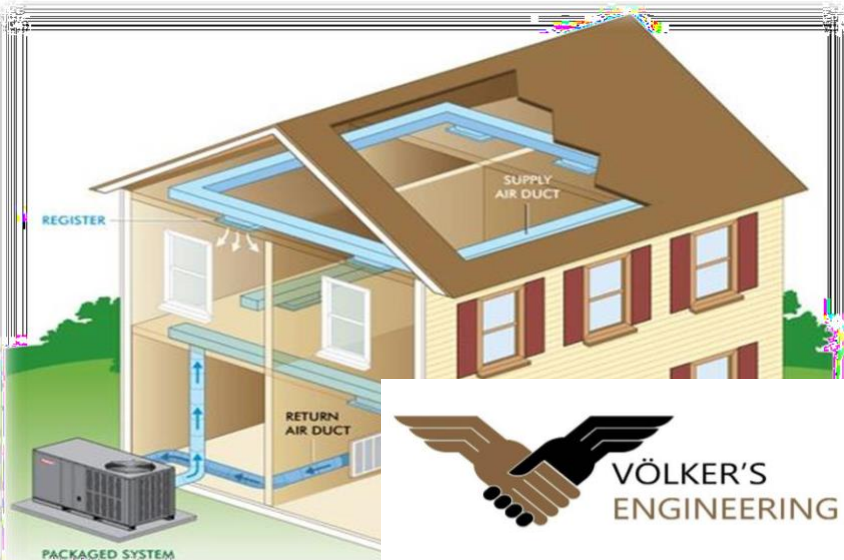 SUPPLY
AIR DUCT
REGISTER
RETURN
AIR DUCT
PACKAGED SYSTEM
VÖLKER'S
ENGINEERING